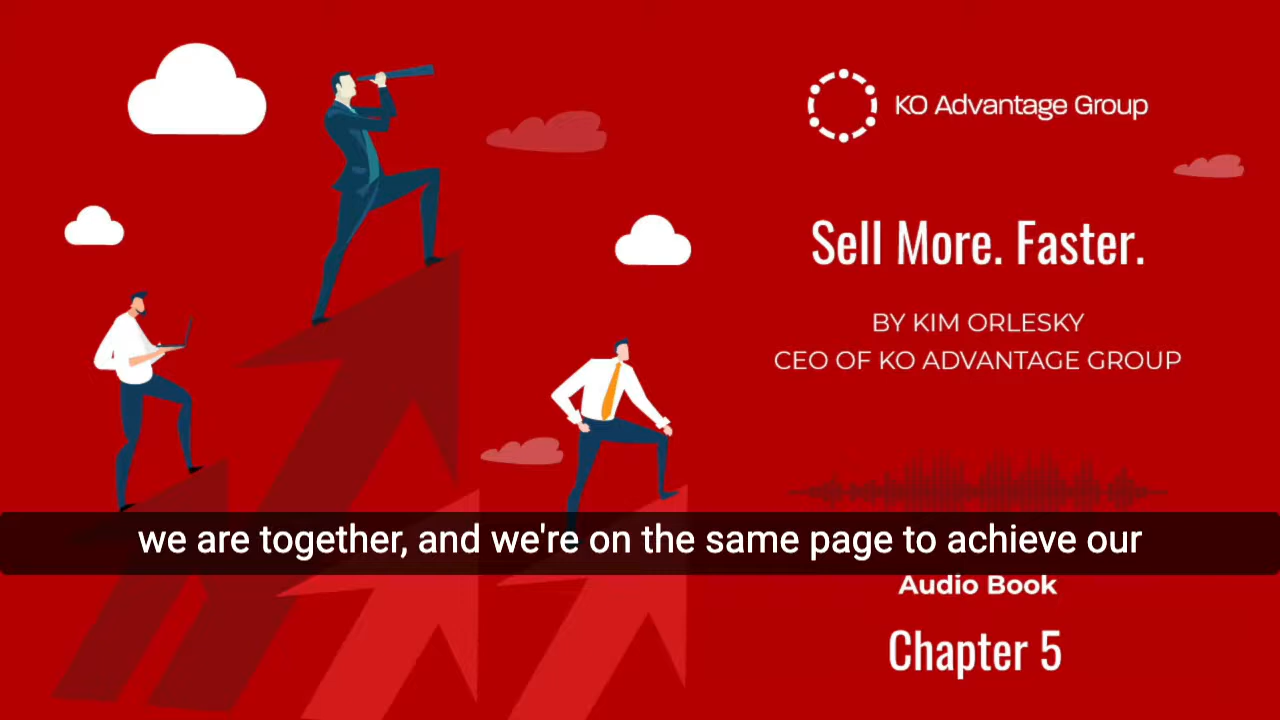 KO Advantage Group
Sell More. Faster.
BY KIM ORLESKY
CEO OF KO ADVANTAGE GROUP
we are together, and we're on the same page to achieve our
Audio Book
Chapter 5